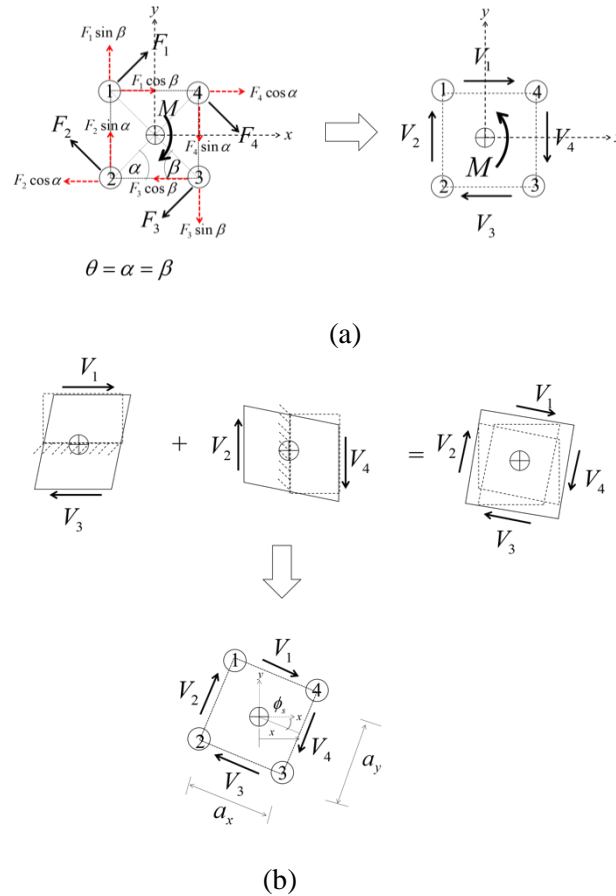 y
F₁ sin β
F₁
1
F₁ cos β
4
F₄ cos α
M
F₂
F₂ sin α
x
F₄ sin α
F₄
α
β
F₂ cos α
2
F₃ cos β
3
F₃
F₃ sin β
θ = α = β
y
V₁
1
4
V₂
V₄
M
2
3
V₃
(a)
V₁
V₃
+
V₂
V₄
=
V₁
V₂
V₄
V₃
1
V₁
4
y
V₂
ϕₛ
x
x
2
V₄
V₃
3
a_y
a_x
(b)